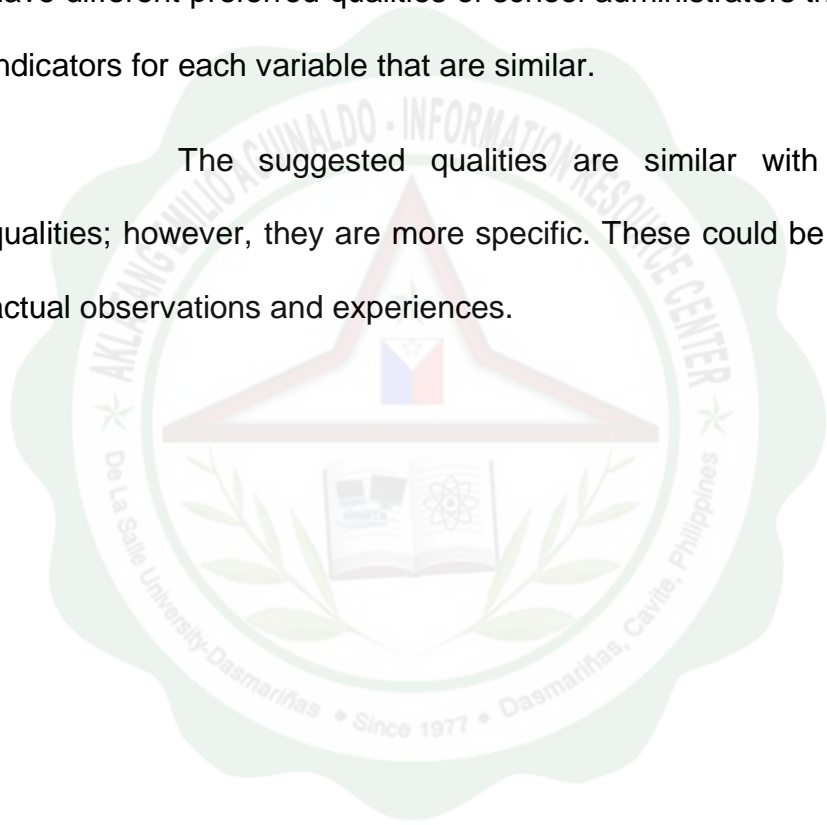 have different preferred qualities of school administrators
indicators for each variable that are similar.
The suggested qualities are similar with
qualities; however, they are more specific. These could be
actual observations and experiences.
AKLATANG EMILIO AGUINALDO - INFORMATION RESOURCE CENTER
De La Salle University-Dasmariñas • Since 1977 • Dasmariñas, Cavite, Philippines